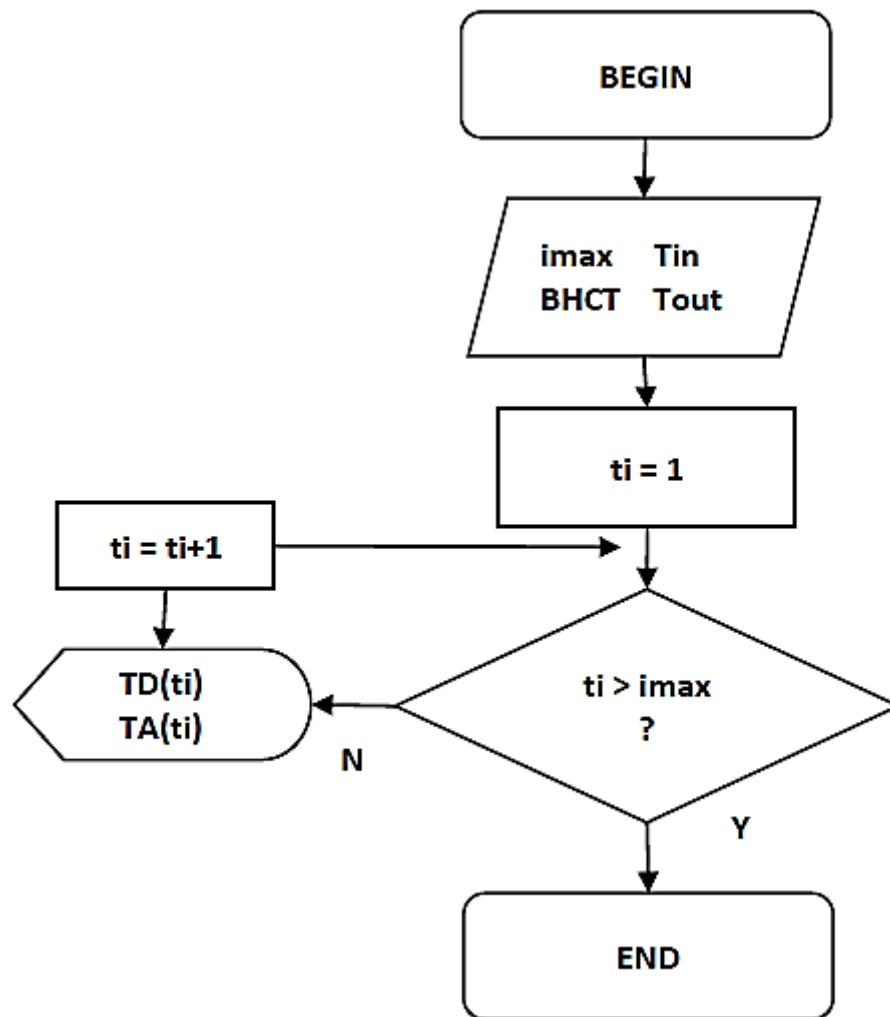 BEGIN
imax Tin
BHCT Tout
ti = 1
ti = ti+1
TD(ti)
TA(ti)
ti > imax
?
N
Y
END